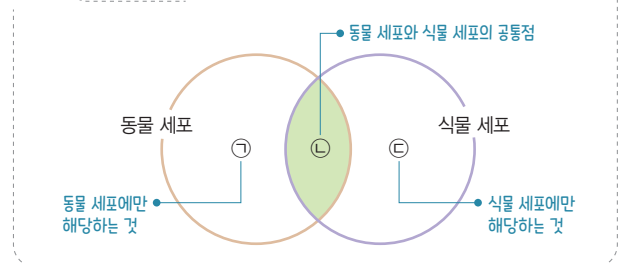 동물 세포와 식물 세포의 공통점
동물 세포
식물 세포
㉠
㉡
㉢
동물 세포에만
해당하는 것
식물 세포에만
해당하는 것